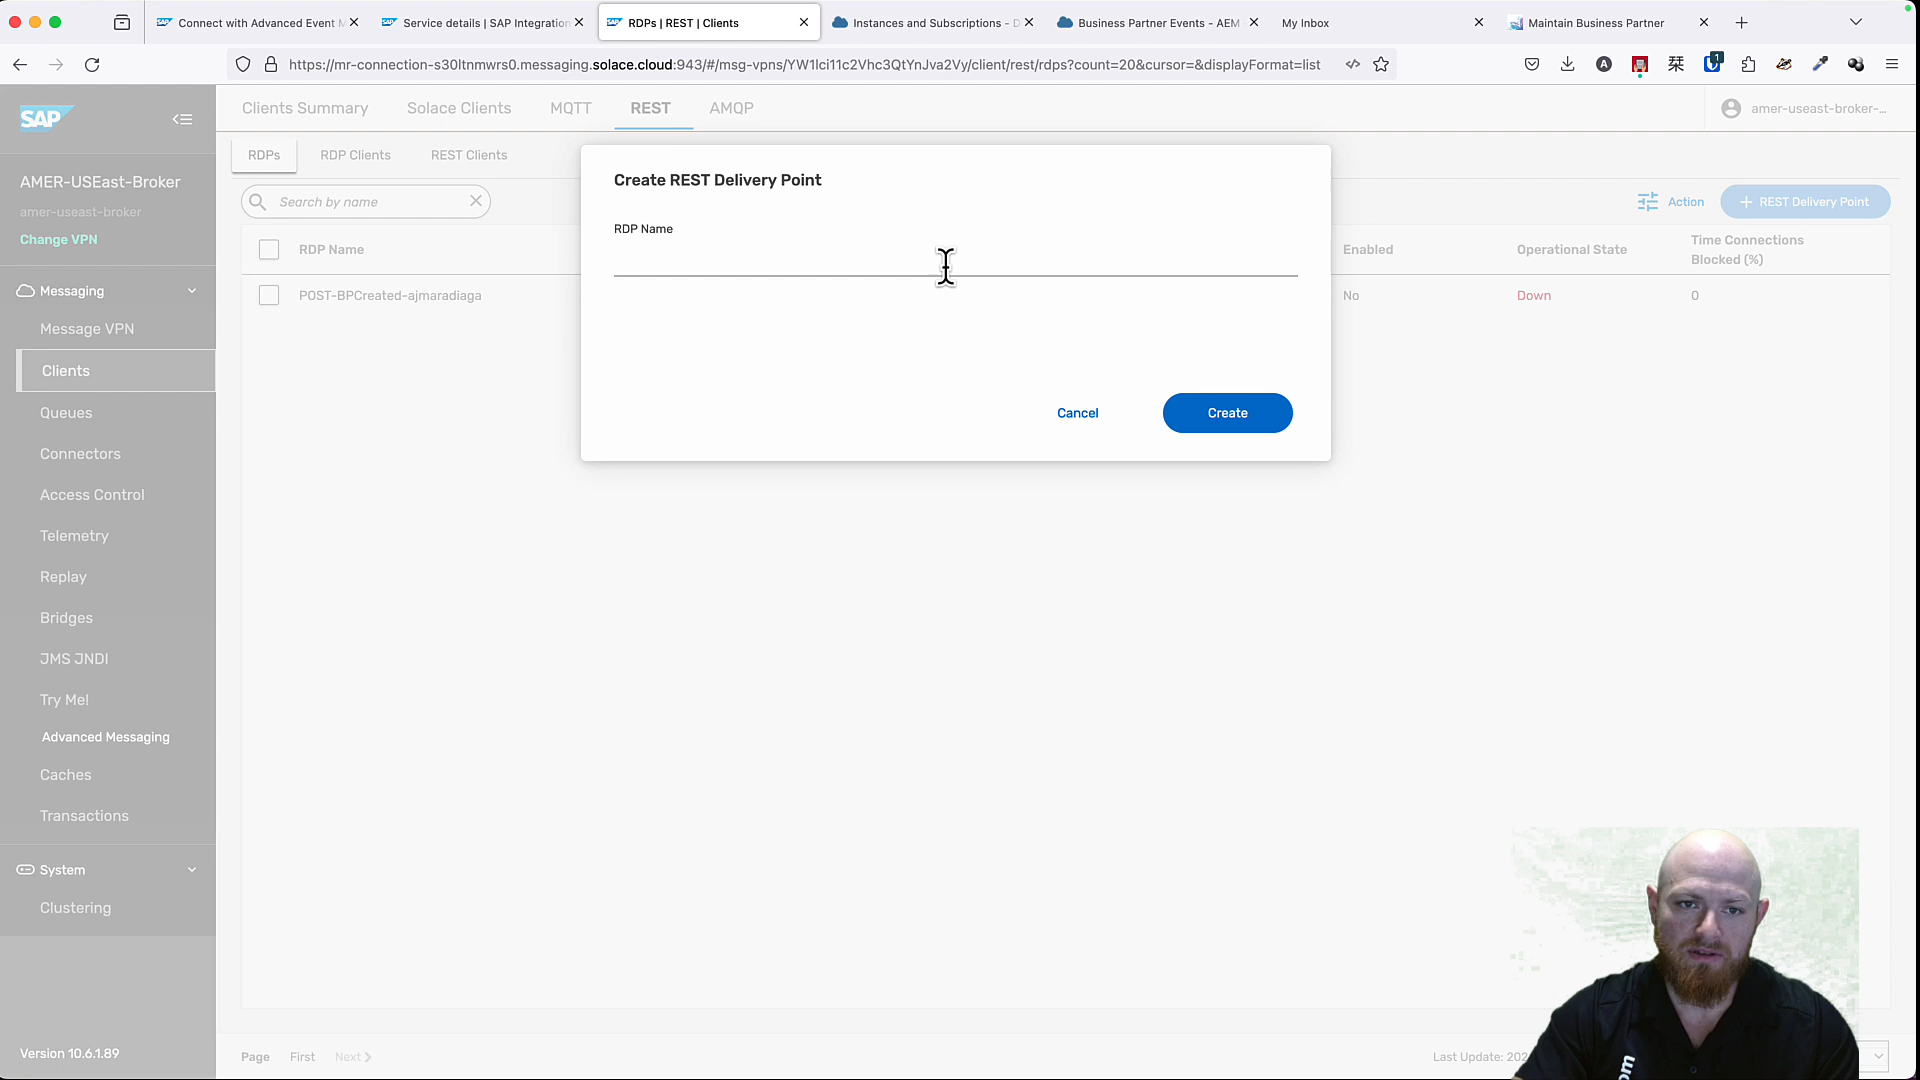 Connect with Advanced Event M
Service details | SAP Integration
RDPs | REST | Clients
Instances and Subscriptions - D
Business Partner Events - AEM
My Inbox
Maintain Business Partner
https://mr-connection-s30ltnmwrs0.messaging.solace.cloud:943/#/msg-vpns/YW1lci11c2Vhc3QtYnJva2Vy/client/rest/rdps?count=20&cursor=&displayFormat=list
A
1
SAP
Clients Summary
Solace Clients
MQTT
REST
AMQP
amer-useast-broker-...
AMER-USEast-Broker
amer-useast-broker
Change VPN
RDPs
RDP Clients
REST Clients
Search by name
Action
+ REST Delivery Point
RDP Name
Enabled
Operational State
Time Connections
Blocked (%)
POST-BPCreated-ajmaradiaga
No
Down
0
Create REST Delivery Point
RDP Name
Cancel
Create
Messaging
Message VPN
Clients
Queues
Connectors
Access Control
Telemetry
Replay
Bridges
JMS JNDI
Try Me!
Advanced Messaging
Caches
Transactions
System
Clustering
Version 10.6.1.89
Page
First
Next
Last Update: 202
om